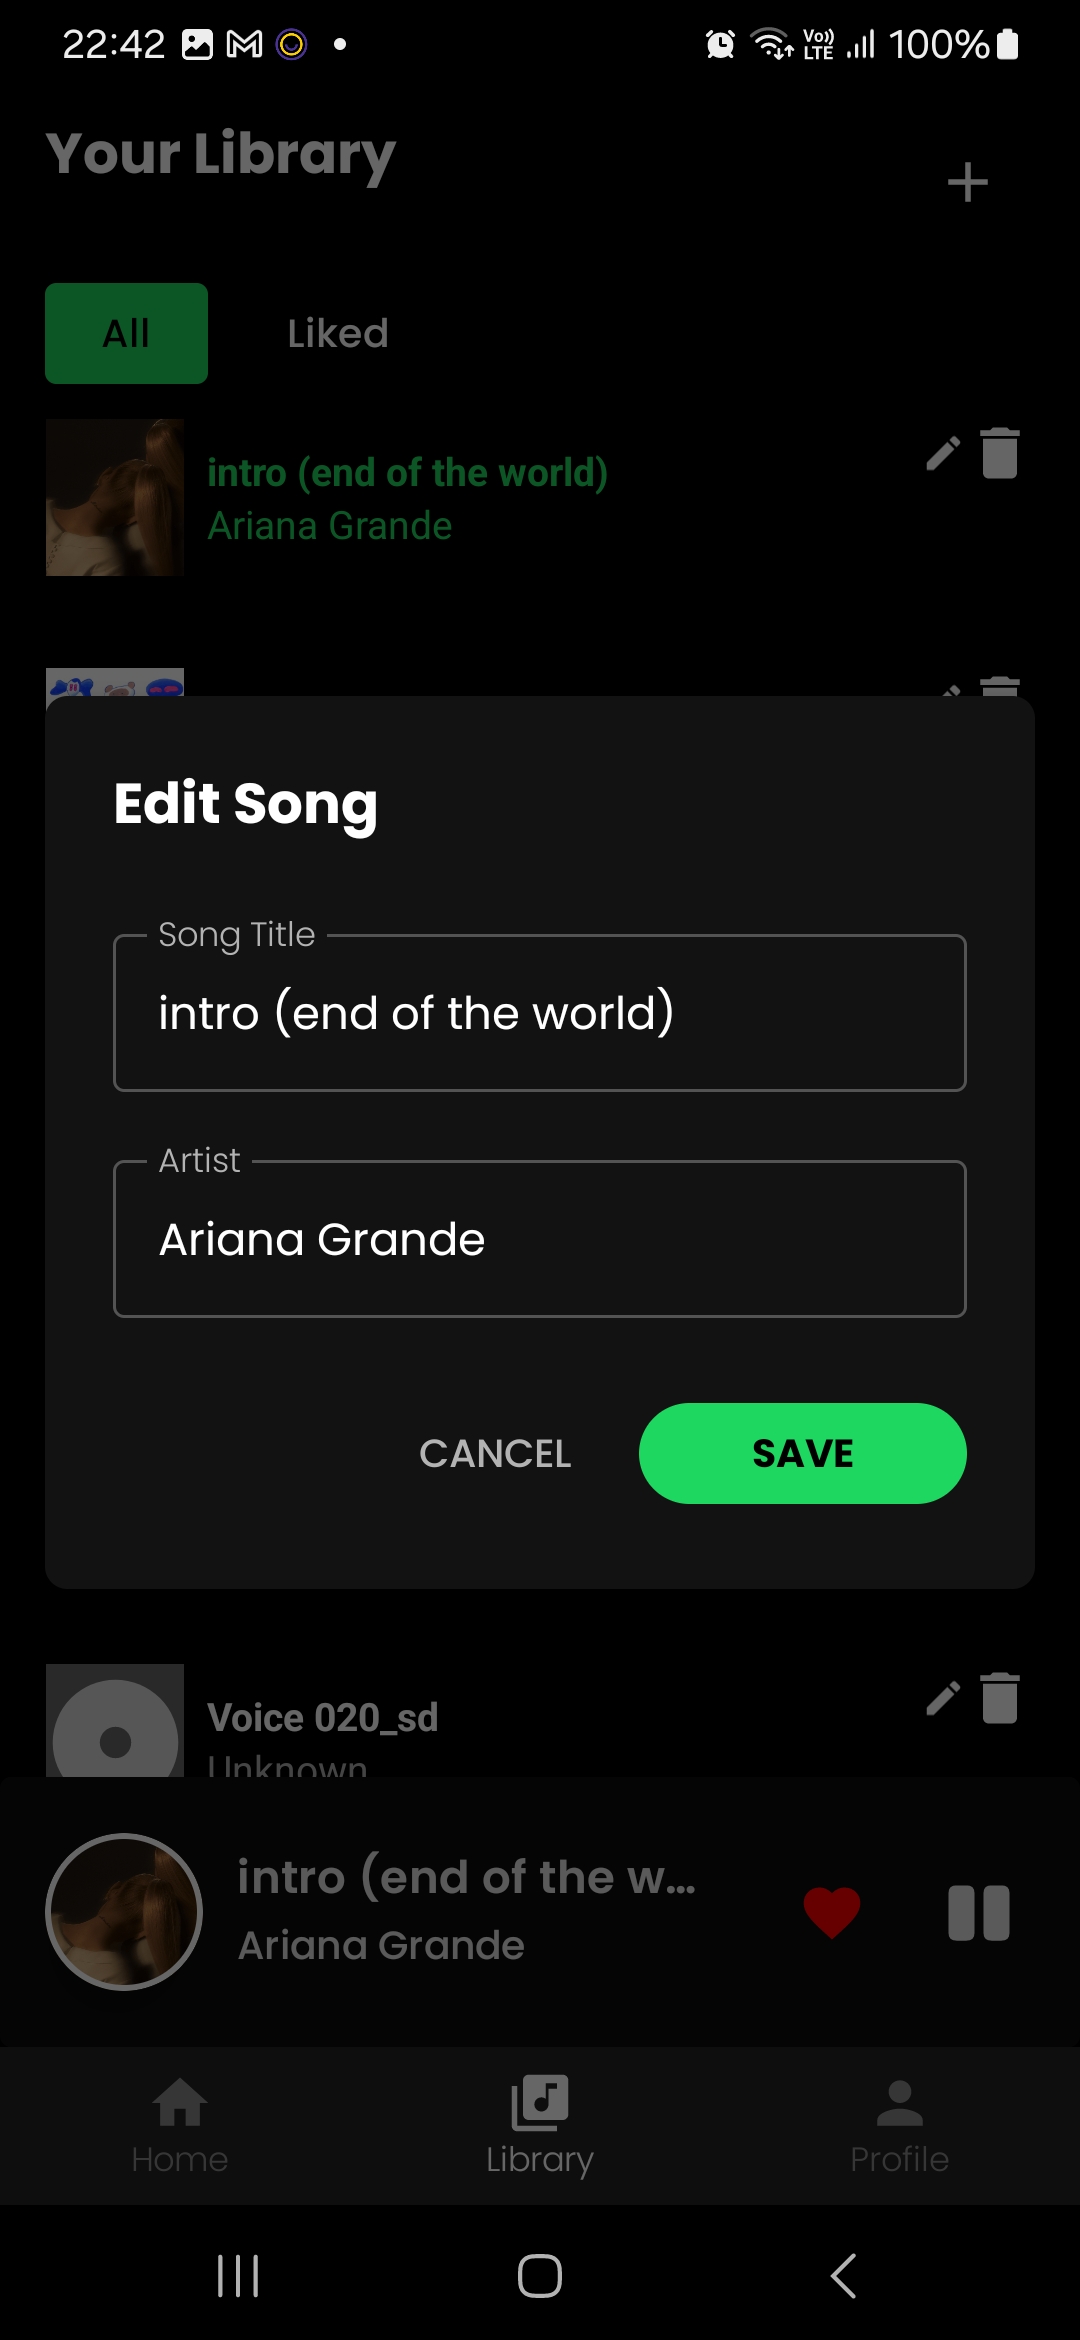 22:42
Vo)) LTE 100%
Your Library
All Liked
intro (end of the world)
Ariana Grande
Edit Song
Song Title
intro (end of the world)
Artist
Ariana Grande
CANCEL SAVE
Voice 020_sd
Unknown
intro (end of the w...
Ariana Grande
Home Library Profile